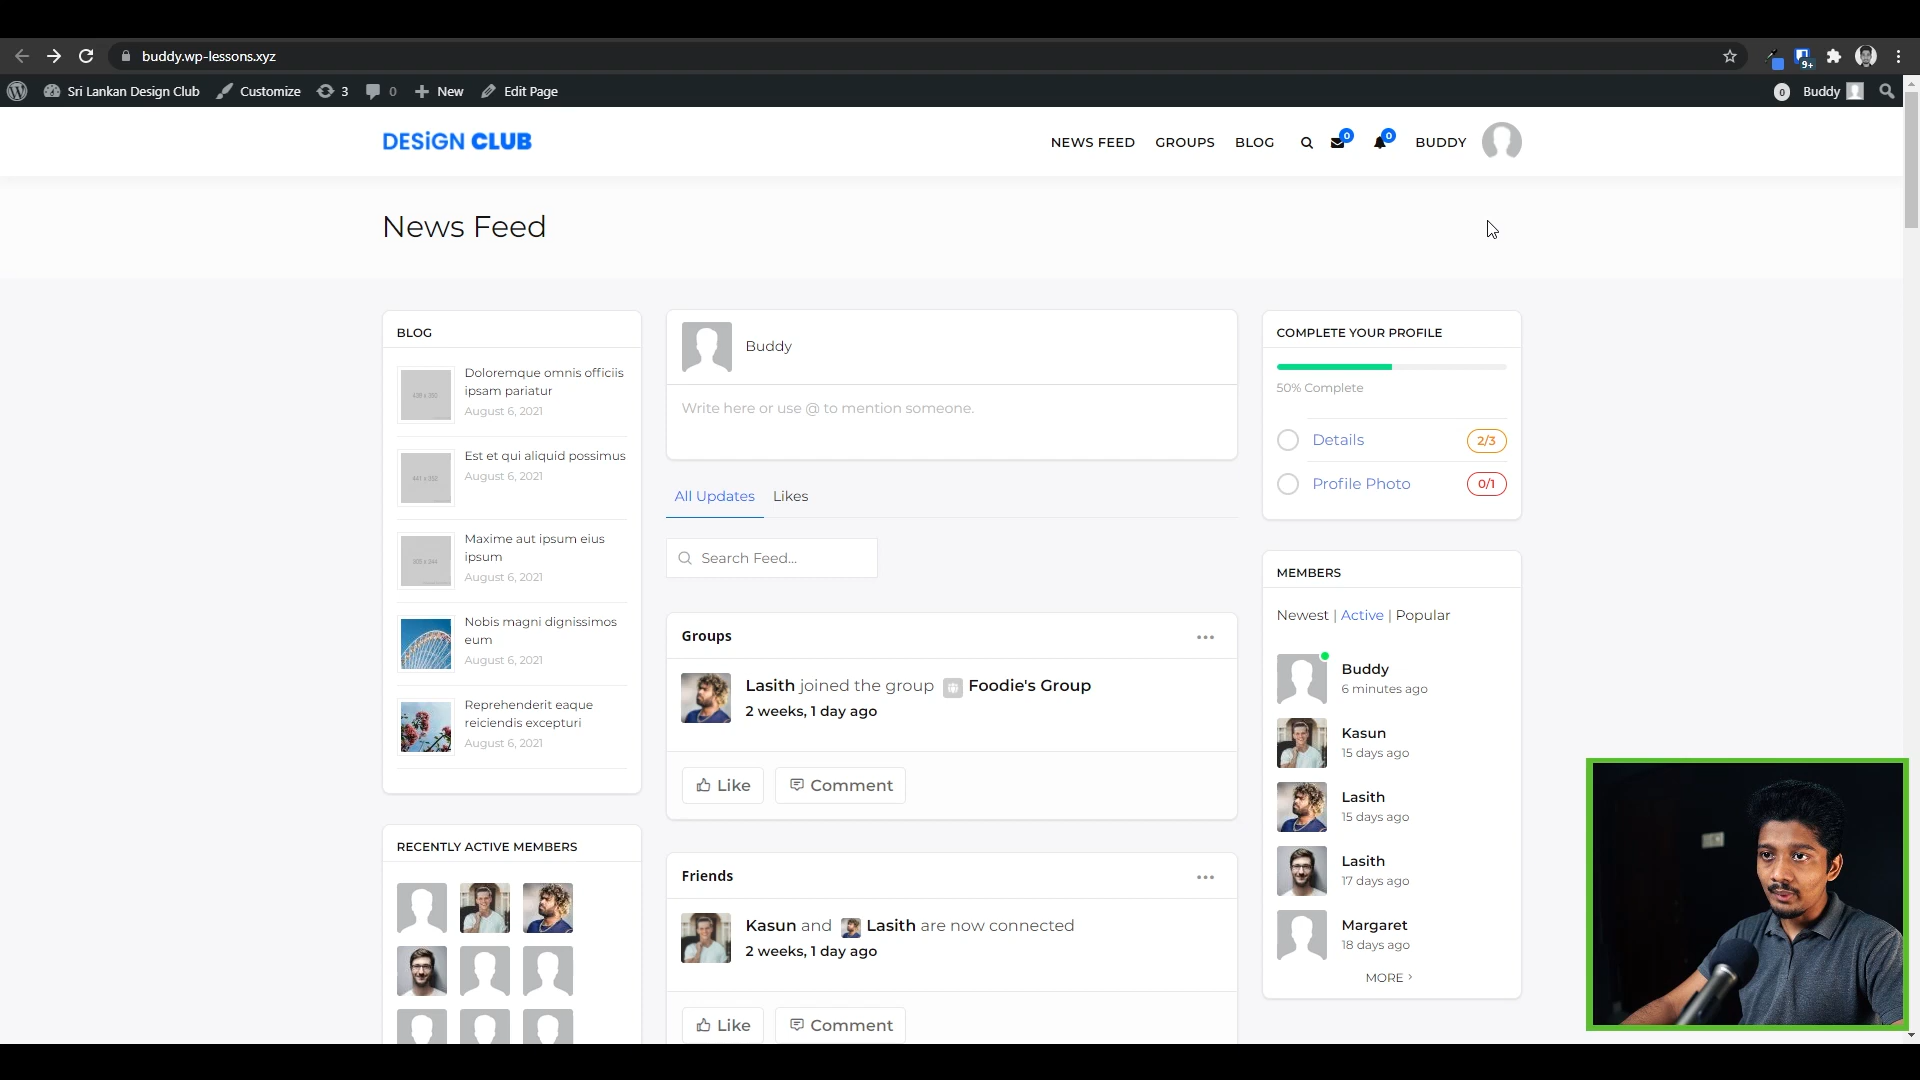 buddy.wp-lessons.xyz
9+
Sri Lankan Design Club
Customize
3
0
New
Edit Page
0
Buddy
DESiGN CLUB
NEWS FEED
GROUPS
BLOG
0
0
BUDDY
News Feed
BLOG
Doloremque omnis officiis
ipsam pariatur
August 6, 2021
Est et qui aliquid possimus
August 6, 2021
Maxime aut ipsum eius
ipsum
August 6, 2021
Nobis magni dignissimos
eum
August 6, 2021
Reprehenderit eaque
reiciendis excepturi
August 6, 2021
RECENTLY ACTIVE MEMBERS
Buddy
Write here or use @ to mention someone.
All Updates
Likes
Search Feed...
Groups
Lasith joined the group Foodie's Group
2 weeks, 1 day ago
Like
Comment
Friends
Kasun and Lasith are now connected
2 weeks, 1 day ago
Like
Comment
COMPLETE YOUR PROFILE
50% Complete
Details
2/3
Profile Photo
0/1
MEMBERS
Newest | Active | Popular
Buddy
6 minutes ago
Kasun
15 days ago
Lasith
15 days ago
Lasith
17 days ago
Margaret
18 days ago
MORE ›